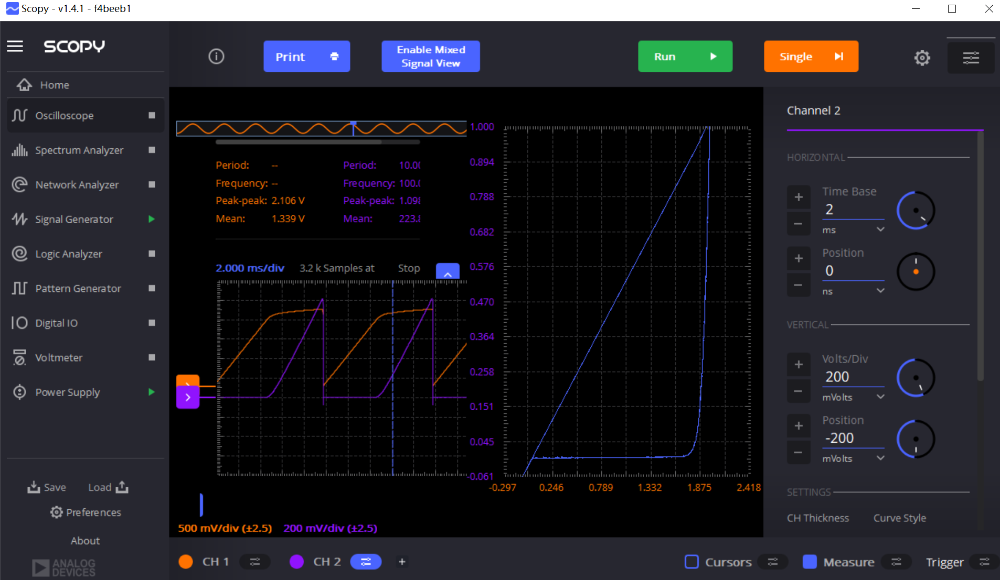 Scopy - v1.4.1 - f4beeb1
SCOPY
Home
Oscilloscope
Spectrum Analyzer
Network Analyzer
Signal Generator
Logic Analyzer
Pattern Generator
Digital IO
Voltmeter
Power Supply
Save Load
Preferences
About
ANALOG
DEVICES
Print
Enable Mixed
Signal View
Run
Single
Period: --
Frequency: --
Peak-peak: 2.106 V
Mean: 1.339 V
Period: 10.00
Frequency: 100.0
Peak-peak: 1.098
Mean: 223.8
2.000 ms/div 3.2 k Samples at Stop
1.000
0.894
0.788
0.682
0.576
0.470
0.364
0.258
0.151
0.045
-0.061
-0.297 0.246 0.789 1.332 1.875 2.418
500 mV/div (±2.5) 200 mV/div (±2.5)
Channel 2
HORIZONTAL
Time Base
2
ms
Position
0
ns
VERTICAL
Volts/Div
200
mVolts
Position
-200
mVolts
SETTINGS
CH Thickness Curve Style
CH 1 CH 2 + Cursors Measure Trigger